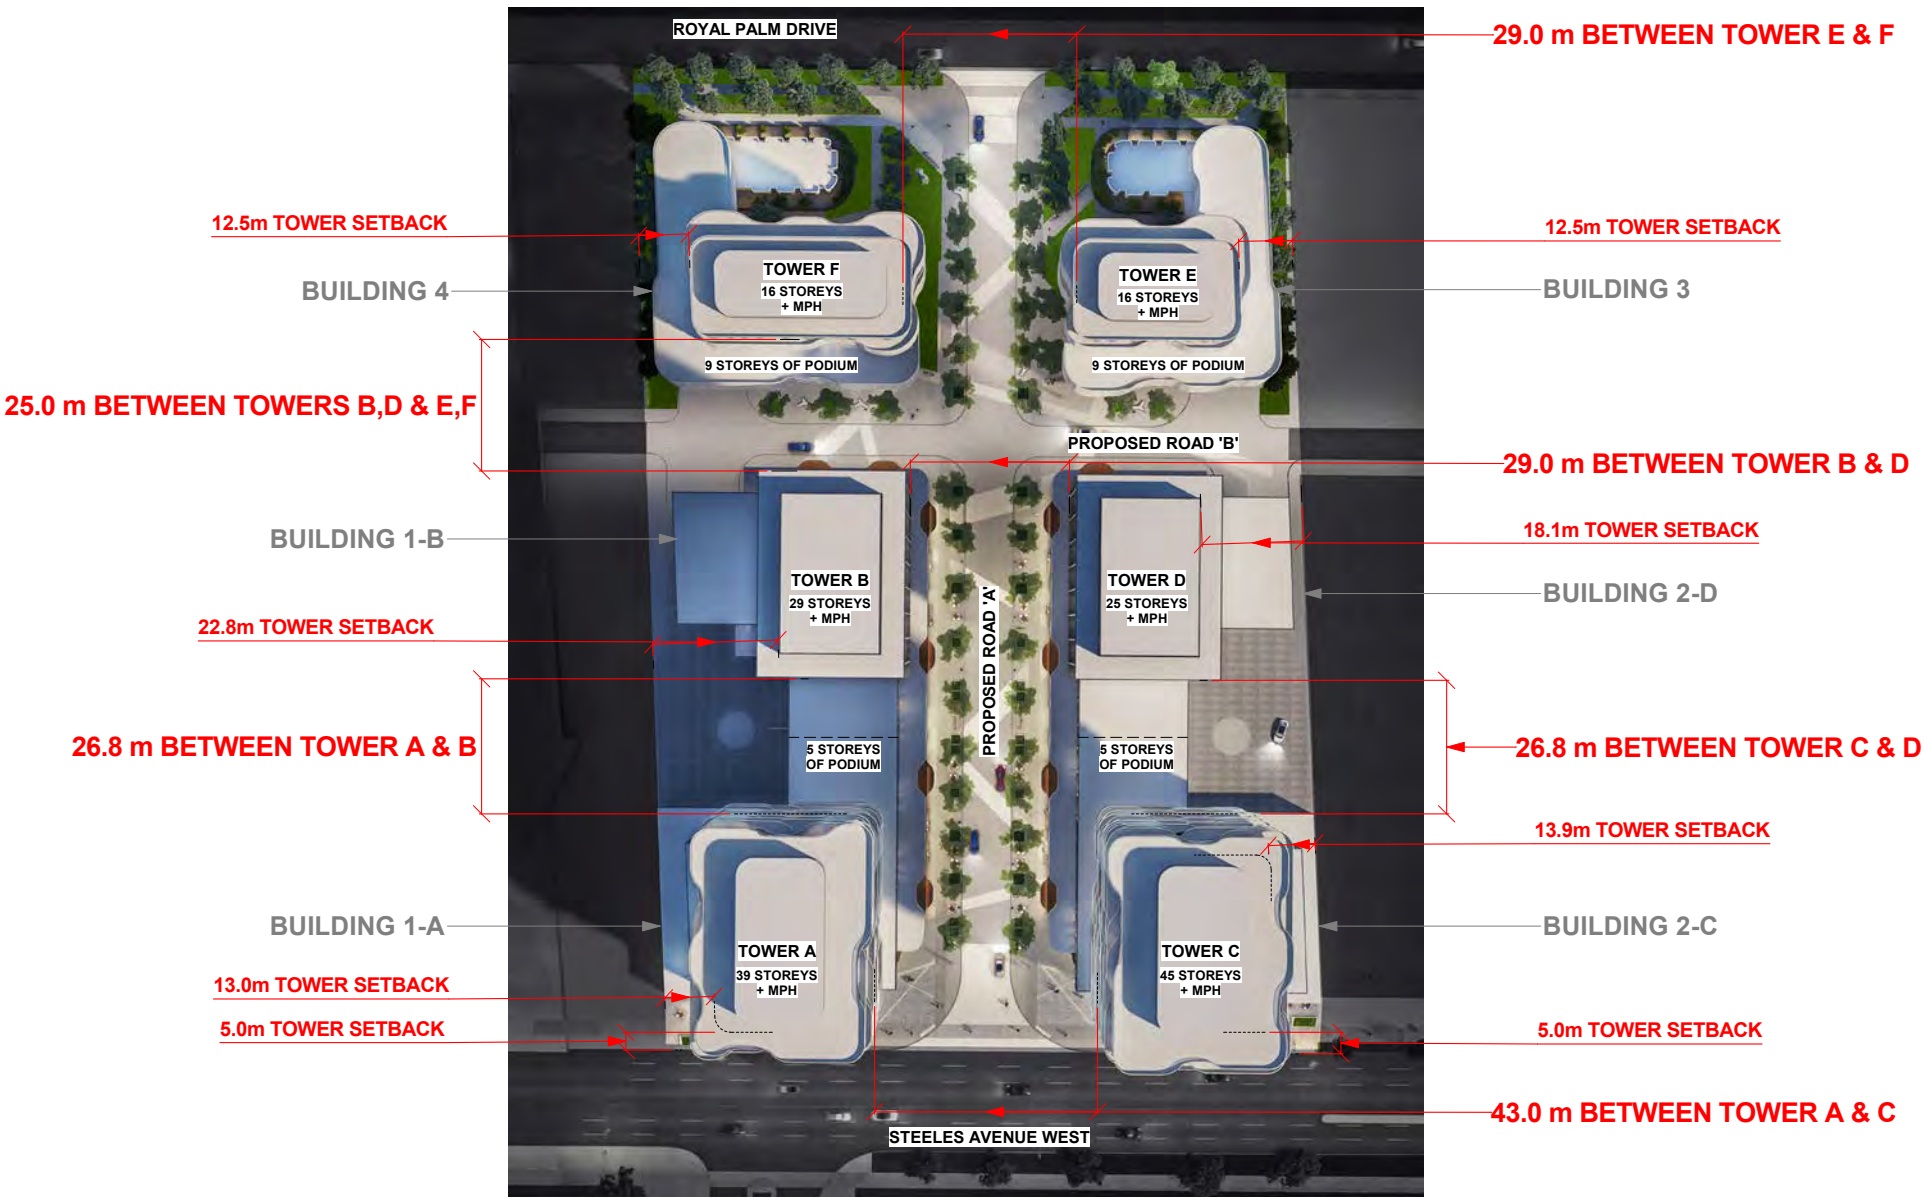 ROYAL PALM DRIVE
29.0 m BETWEEN TOWER E & F
12.5m TOWER SETBACK
12.5m TOWER SETBACK
TOWER F
16 STOREYS
+ MPH
TOWER E
16 STOREYS
+ MPH
BUILDING 4
BUILDING 3
9 STOREYS OF PODIUM
9 STOREYS OF PODIUM
25.0 m BETWEEN TOWERS B,D & E,F
PROPOSED ROAD 'B'
29.0 m BETWEEN TOWER B & D
BUILDING 1-B
18.1m TOWER SETBACK
TOWER B
29 STOREYS
+ MPH
TOWER D
25 STOREYS
+ MPH
BUILDING 2-D
22.8m TOWER SETBACK
PROPOSED ROAD 'A'
26.8 m BETWEEN TOWER A & B
5 STOREYS
OF PODIUM
5 STOREYS
OF PODIUM
26.8 m BETWEEN TOWER C & D
13.9m TOWER SETBACK
BUILDING 1-A
BUILDING 2-C
TOWER A
39 STOREYS
+ MPH
TOWER C
45 STOREYS
+ MPH
13.0m TOWER SETBACK
5.0m TOWER SETBACK
5.0m TOWER SETBACK
43.0 m BETWEEN TOWER A & C
STEELES AVENUE WEST